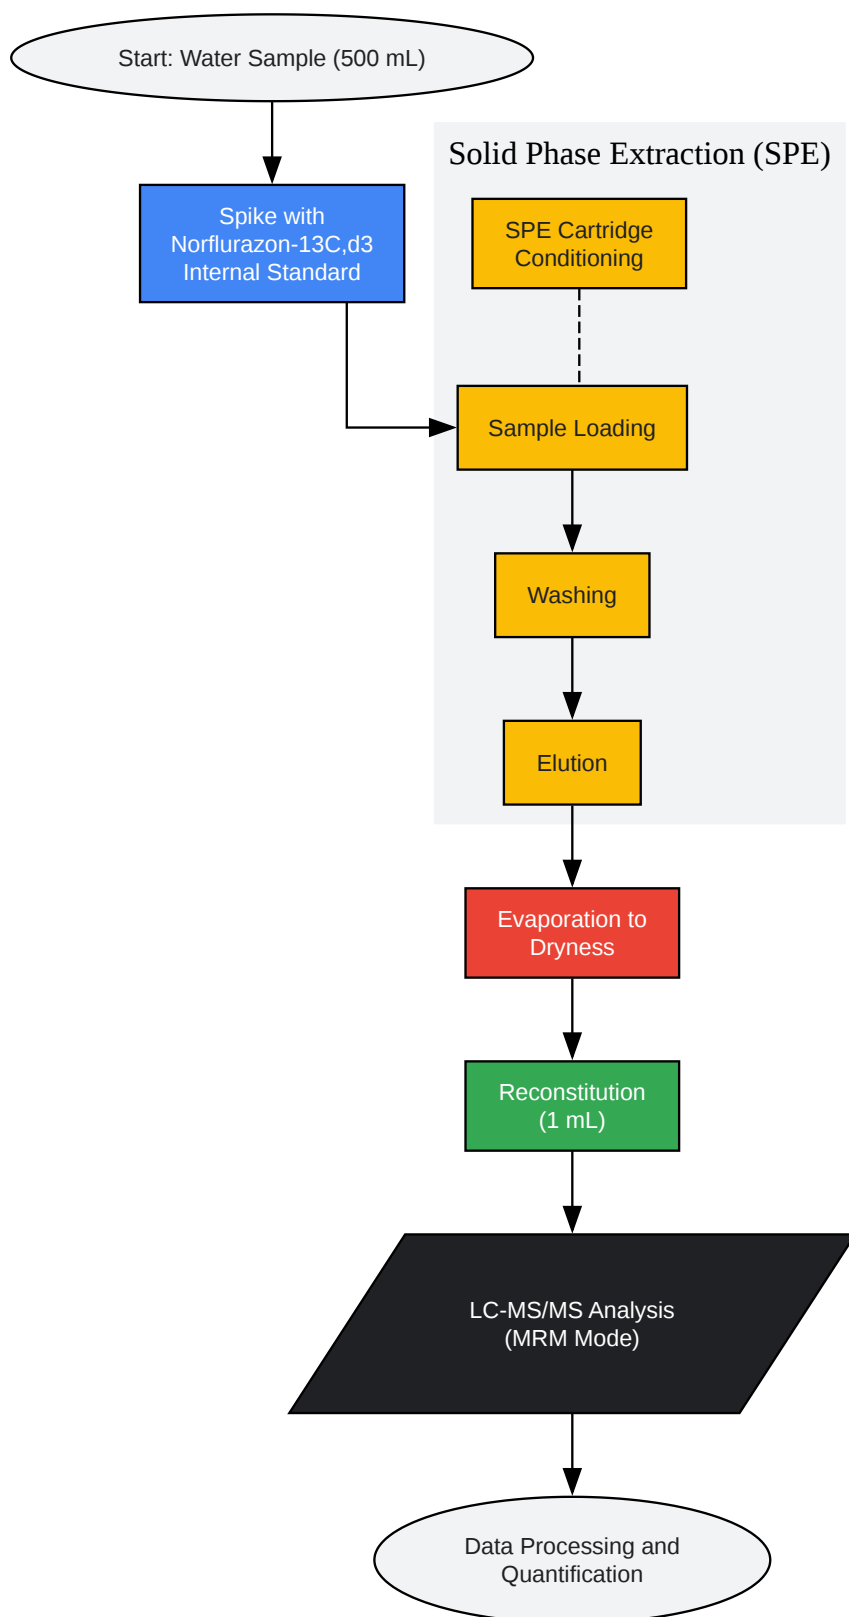 Start: Water Sample (500 mL)
Solid Phase Extraction (SPE)
Spike with
Norflurazon-13C,d3
Internal Standard
SPE Cartridge
Conditioning
Sample Loading
Washing
Elution
Evaporation to
Dryness
Reconstitution
(1 mL)
LC-MS/MS Analysis
(MRM Mode)
Data Processing and
Quantification